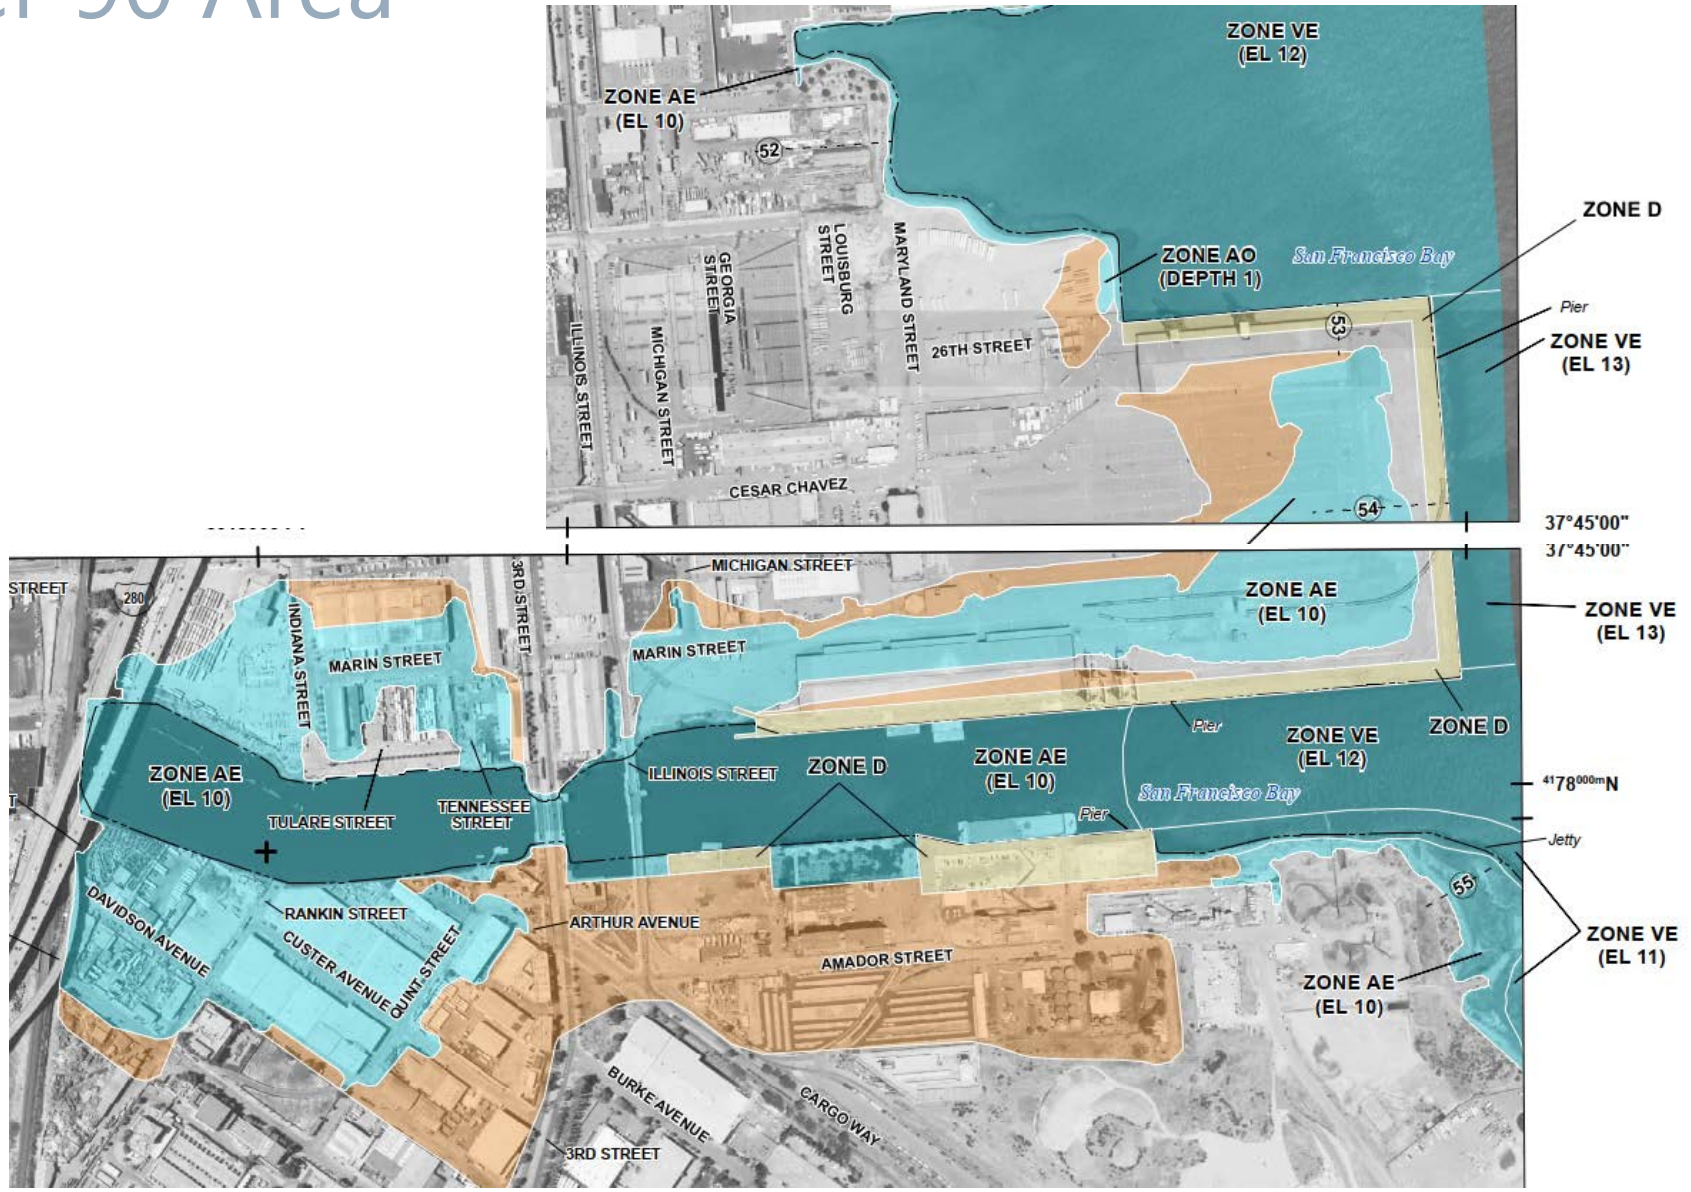 90 Area
ZONE VE
(EL 12)
ZONE AE
(EL 10)
52
ZONE D
ZONE AO
(DEPTH 1)
San Francisco Bay
GEORGIA
STREET
LOUISBURG
STREET
MARYLAND STREET
ILLINOIS STREET
MICHIGAN STREET
26TH STREET
53
Pier
ZONE VE
(EL 13)
CESAR CHAVEZ
54
37°45'00"
37°45'00"
STREET
280
INDIANA STREET
MARIN STREET
3RD STREET
MICHIGAN STREET
MARIN STREET
ZONE AE
(EL 10)
ZONE VE
(EL 13)
ZONE D
Pier
ZONE AE
(EL 10)
TULARE STREET
TENNESSEE
STREET
ILLINOIS STREET
ZONE D
ZONE AE
(EL 10)
ZONE VE
(EL 12)
San Francisco Bay
4178000mN
Pier
Jetty
DAVIDSON AVENUE
RANKIN STREET
CUSTER AVENUE
QUINT STREET
ARTHUR AVENUE
AMADOR STREET
55
ZONE VE
(EL 11)
ZONE AE
(EL 10)
BURKE AVENUE
CARGO WAY
3RD STREET